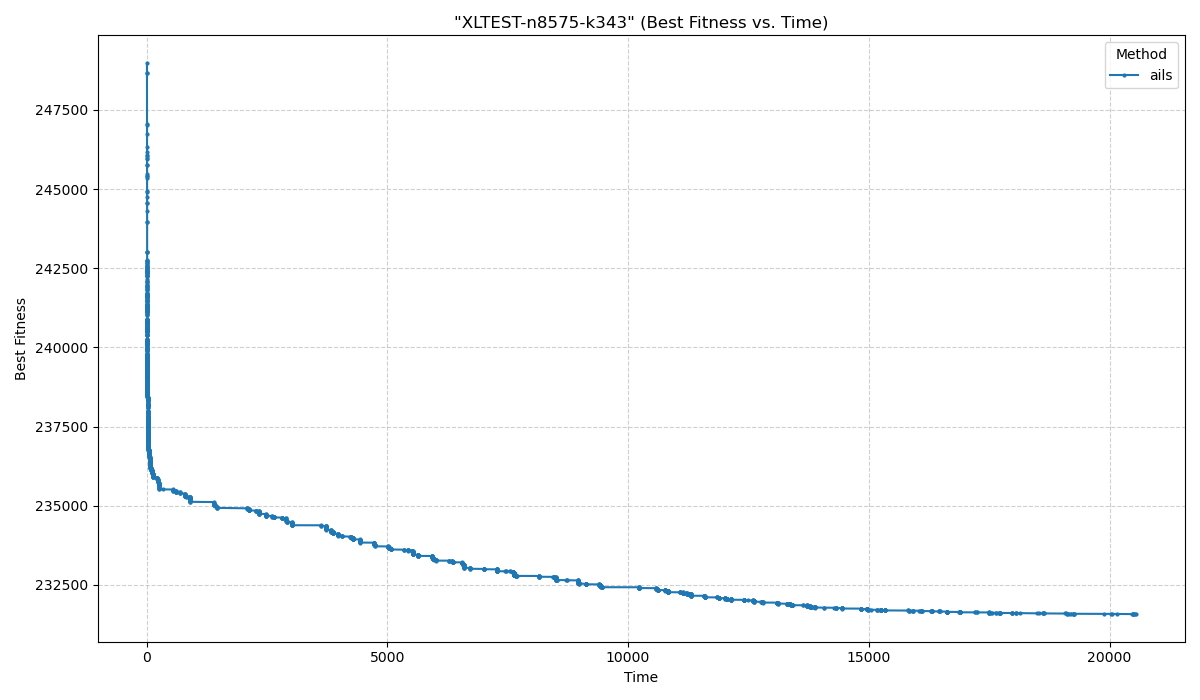 "XLTEST-n8575-k343" (Best Fitness vs. Time)
Method
ails
Best Fitness
247500
245000
242500
240000
237500
235000
232500
0 5000 10000 15000 20000
Time